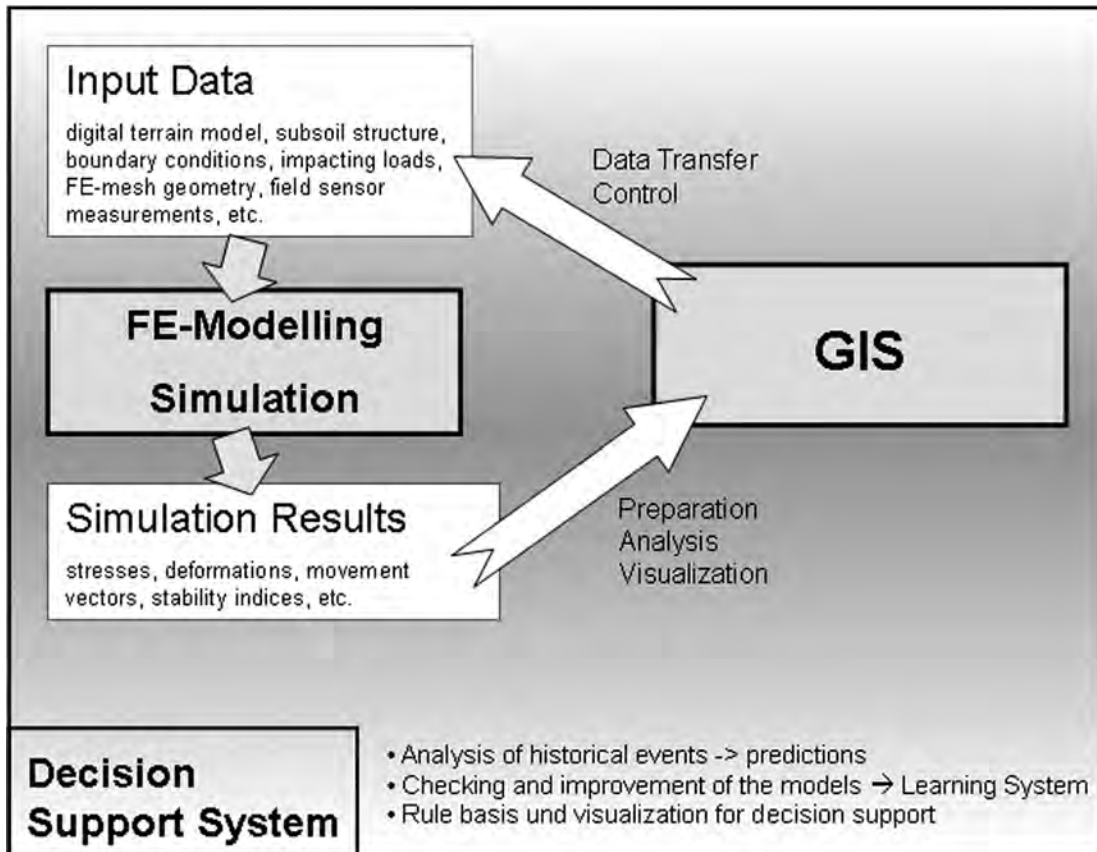 Input Data
digital terrain model, subsoil structure,
boundary conditions, impacting loads,
FE-mesh geometry, field sensor
measurements, etc.
Data Transfer
Control
FE-Modelling
Simulation
GIS
Simulation Results
stresses, deformations, movement
vectors, stability indices, etc.
Preparation
Analysis
Visualization
Decision
Support System
• Analysis of historical events -> predictions
• Checking and improvement of the models → Learning System
• Rule basis und visualization for decision support